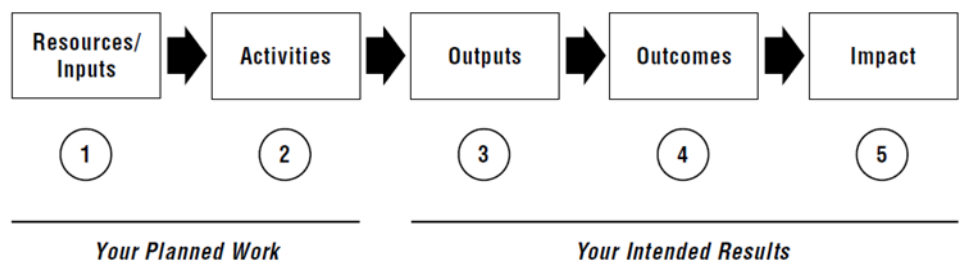 Resources/
Inputs
Activities
Outputs
Outcomes
Impact
1
2
3
4
5
Your Planned Work
Your Intended Results